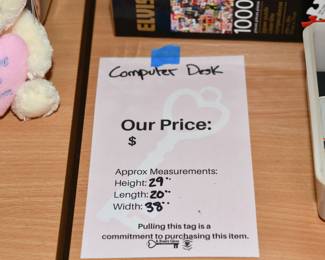 ELVIS
1000
Computer Desk
Our Price:
$
Approx Measurements:
Height: 29"
Length: 20"
Width: 38"
Pulling this tag is a
commitment to purchasing this item.